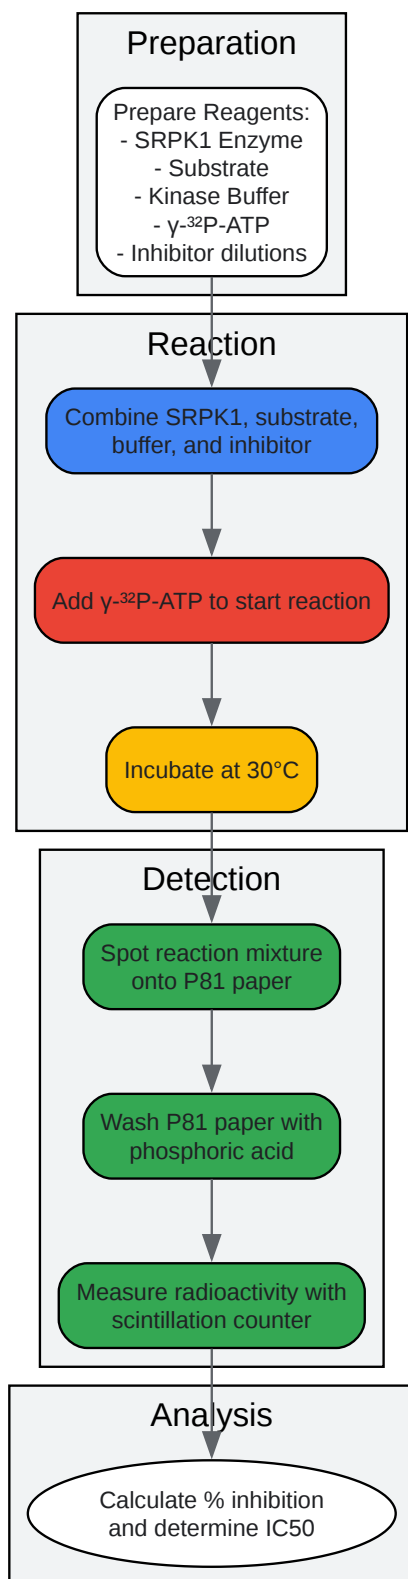 Preparation
Prepare Reagents:
- SRPK1 Enzyme
- Substrate
- Kinase Buffer
- γ-³²P-ATP
- Inhibitor dilutions
Reaction
Combine SRPK1, substrate,
buffer, and inhibitor
Add γ-³²P-ATP to start reaction
Incubate at 30°C
Detection
Spot reaction mixture
onto P81 paper
Wash P81 paper with
phosphoric acid
Measure radioactivity with
scintillation counter
Analysis
Calculate % inhibition
and determine IC50